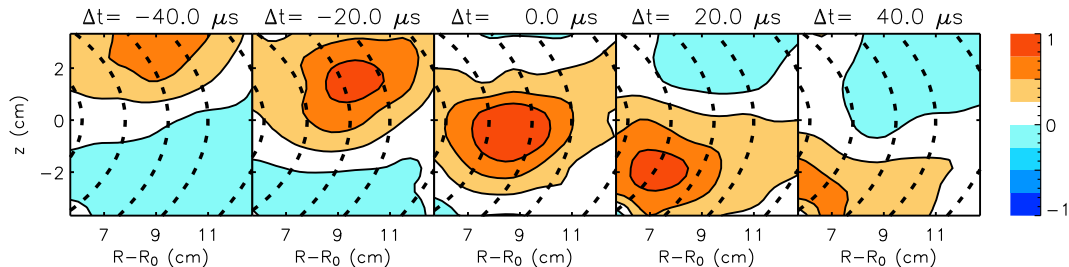 Δt= −40.0 μs Δt= −20.0 μs Δt= 0.0 μs Δt= 20.0 μs Δt= 40.0 μs
1
2
0
0
−2
−1
z (cm)
7 9 11 7 9 11 7 9 11 7 9 11 7 9 11
R−R₀ (cm) R−R₀ (cm) R−R₀ (cm) R−R₀ (cm) R−R₀ (cm)